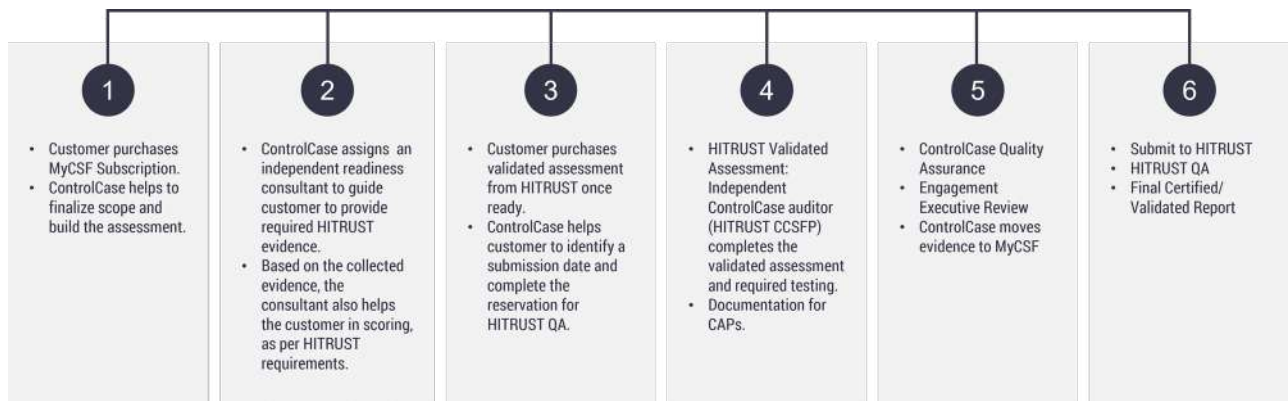 1
• Customer purchases
MyCSF Subscription.
• ControlCase helps to
finalize scope and
build the assessment.
2
• ControlCase assigns an
independent readiness
consultant to guide
customer to provide
required HITRUST
evidence.
• Based on the collected
evidence, the
consultant also helps
the customer in scoring,
as per HITRUST
requirements.
3
• Customer purchases
validated assessment
from HITRUST once
ready.
• ControlCase helps
customer to identify a
submission date and
complete the
reservation for
HITRUST QA.
4
• HITRUST Validated
Assessment:
Independent
ControlCase auditor
(HITRUST CCSFP)
completes the
validated assessment
and required testing.
• Documentation for
CAPs.
5
• ControlCase Quality
Assurance
• Engagement
Executive Review
• ControlCase moves
evidence to MyCSF
6
• Submit to HITRUST
• HITRUST QA
• Final Certified/
Validated Report